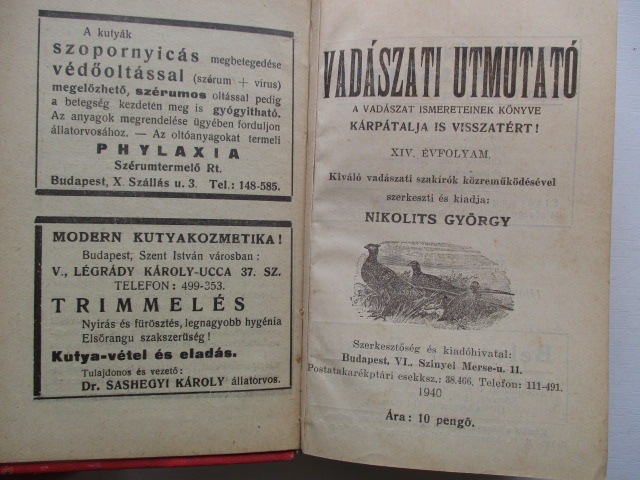 A kutyák
szopornyicás megbetegedése
védőoltással (szérum + virus)
megelőzhető, szérumos oltással pedig
a betegség kezdetén meg is gyógyitható.
Az anyagok megrendelése ügyében forduljon
állatorvosához. — Az oltóanyagokat termeli
PHYLAXIA
Szérumtermelő Rt.
Budapest, X. Szállás u. 3. Tel.: 148-585.
MODERN KUTYAKOZMETIKA!
Budapest, Szent István városban:
V., LÉGRÁDY KÁROLY-UCCA 37. SZ.
TELEFON: 499-353.
TRIMMELÉS
Nyirás és fürösztés, legnagyobb hygénia
Elsőrangu szakszerüség!
Kutya-vétel és eladás.
Tulajdonos és vezető:
Dr. SASHEGYI KÁROLY állatorvos.
VADÁSZATI UTMUTATÓ
A VADÁSZAT ISMERETEINEK KÖNYVE
KÁRPÁTALJA IS VISSZATÉRT!
XIV. ÉVFOLYAM.
Kiváló vadászati szakírók közreműködésével
szerkeszti és kiadja:
NIKOLITS GYÖRGY
Szerkesztőség és kiadóhivatal:
Budapest, VI., Szinyei Merse-u. 11.
Postatakarékptári csekksz.: 38.466. Telefon: 111-491.
1940
Ára: 10 pengő.